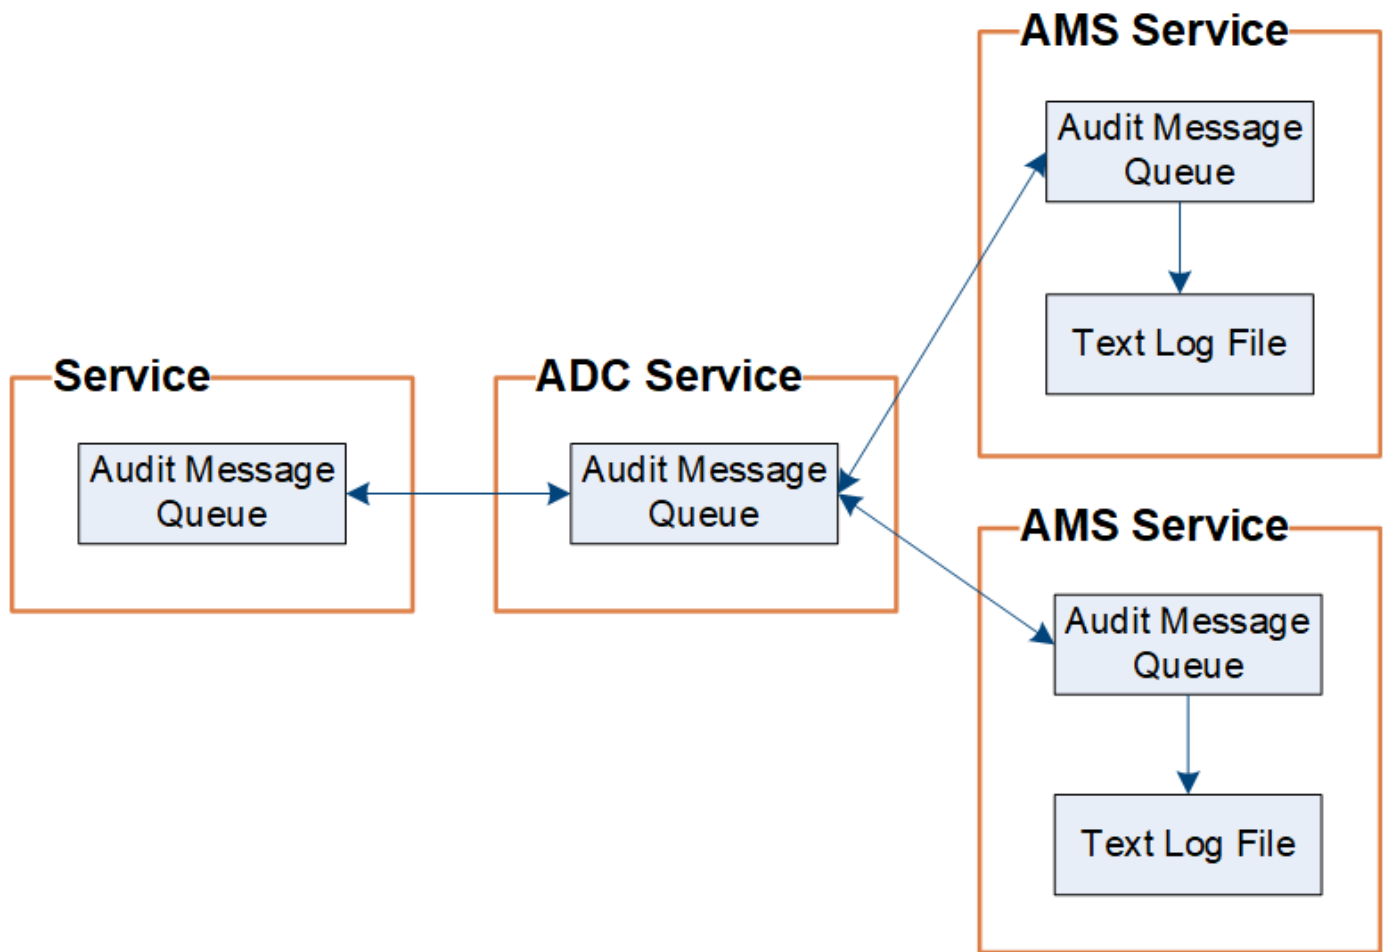 Service
Audit Message
Queue
ADC Service
Audit Message
Queue
AMS Service
Audit Message
Queue
Text Log File
AMS Service
Audit Message
Queue
Text Log File